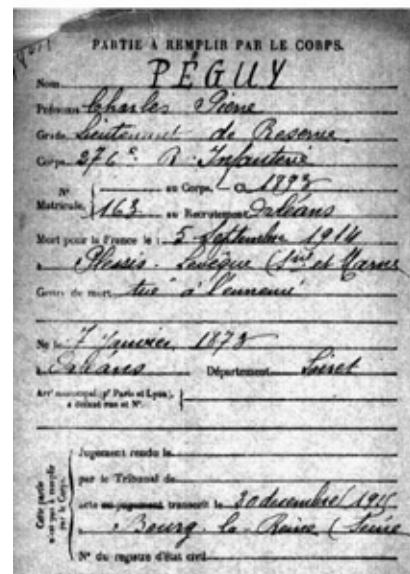 PARTIE À REMPLIR PAR LE CORPS.
Nom PÉGUY
Prénoms Charles Pierre
Grade Lieutenant de Réserve
Corps 276e R. Infanterie
N° Matricule. { au Corps. — Cl 1893
163 au Recrutement Orléans
Mort pour la France le 5 Septembre 1914
à Plessis-Levêque (Sne et Marne
Genre de mort tué à l'ennemi
Né le 7 Janvier 1873
à Orléans Département Loiret
Arrt municipal (pr Paris et Lyon), à défaut rue et N°.
Cette partie n'est pas à remplir par le Corps.
Jugement rendu le
par le Tribunal de
acte ou jugement transcrit le 30 décembre
à Bourg-la-Reine (Seine
N° du registre d'état civil